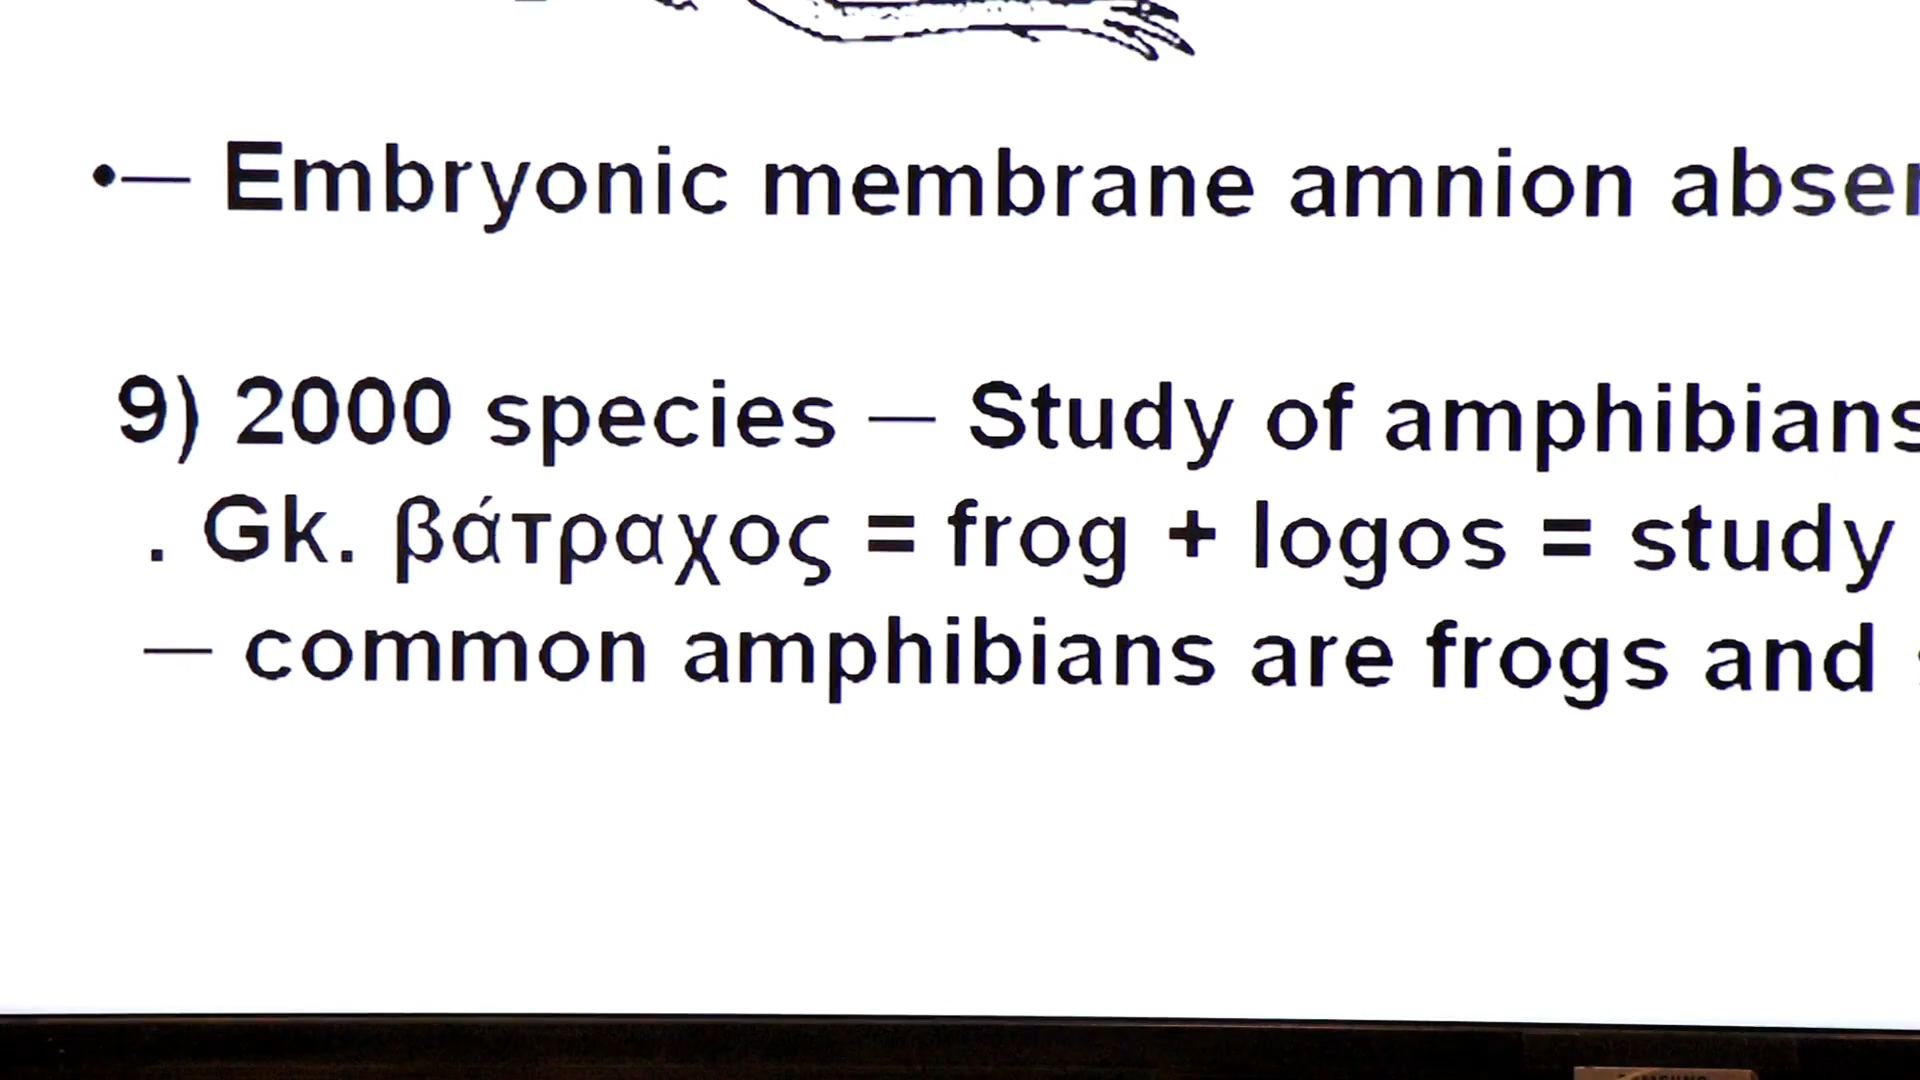 •— Embryonic membrane amnion
9) 2000 species — Study of amphibians
. Gk. βάτραχος = frog + logos = study
— common amphibians are frogs and